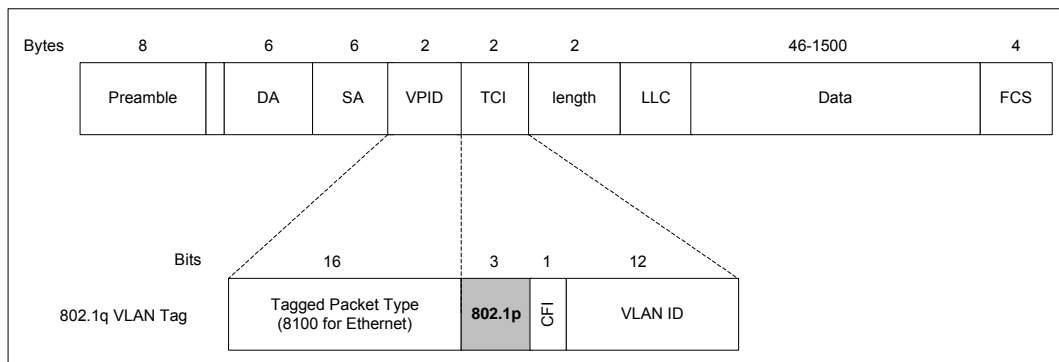 Bytes 8 6 6 2 2 2 46-1500 4
Preamble DA SA VPID TCI length LLC Data FCS
Bits 16 3 1 12
802.1q VLAN Tag
Tagged Packet Type
(8100 for Ethernet)
802.1p
CFI
VLAN ID